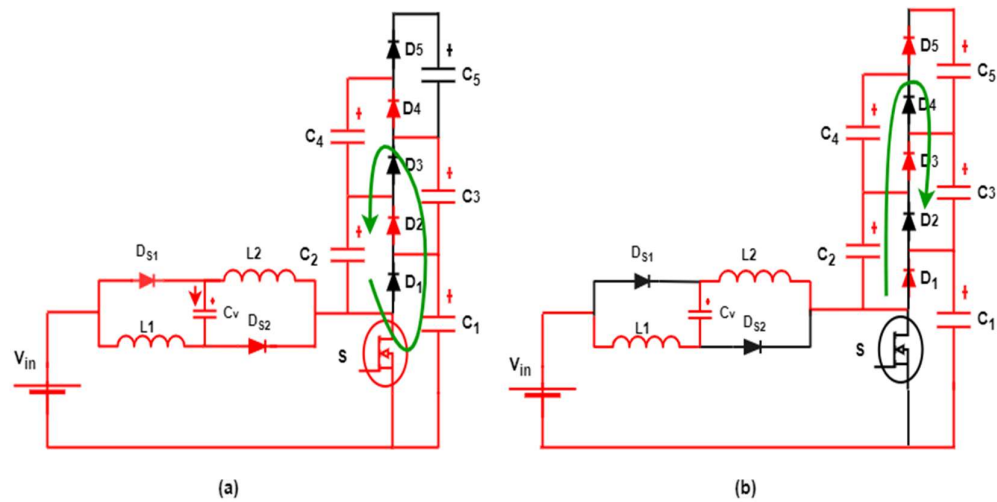 D5
C5
D4
C4
D3
C3
D2
C2
D1
C1
DS1
L2
CV
L1
DS2
S
Vin
(a)
D5
C5
D4
C4
D3
C3
D2
C2
D1
C1
DS1
L2
CV
L1
DS2
S
Vin
(b)